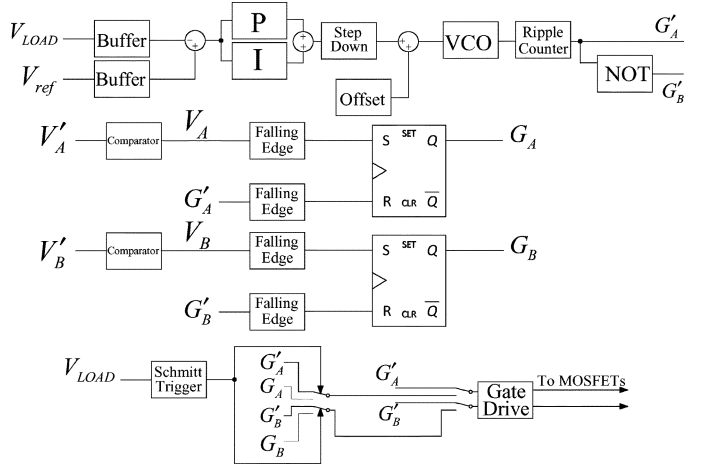 V_LOAD Buffer − + P I + + Step Down + + VCO Ripple Counter G'_A
V_ref Buffer Offset NOT G'_B
V'_A Comparator V_A Falling Edge S SET Q G_A
G'_A Falling Edge R CLR Q̅
V'_B Comparator V_B Falling Edge S SET Q G_B
G'_B Falling Edge R CLR Q̅
V_LOAD Schmitt Trigger
G'_A
G_A
G'_B
G_B
G'_A
G'_B
Gate Drive
To MOSFETs